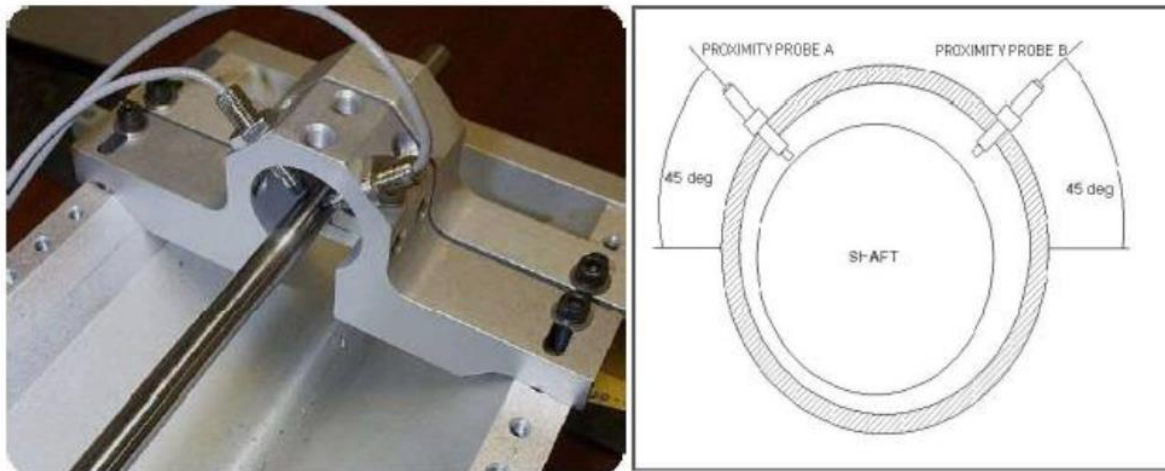 PROXIMITY PROBE A
PROXIMITY PROBE B
45 deg
45 deg
SHAFT